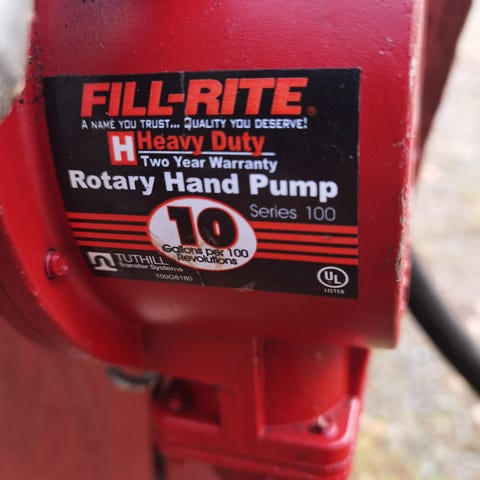 FILL-RITE®
A NAME YOU TRUST... QUALITY YOU DESERVE!
H Heavy Duty
Two Year Warranty
Rotary Hand Pump
Series 100
10
Gallons per 100
Revolutions
TUTHILL
Transfer Systems
100G8180
UL
LISTED